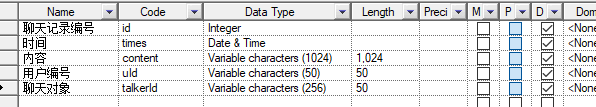 Name Code Data Type Length Preci M P D Dom
聊天记录编号 id Integer <None
时间 times Date & Time <None
内容 content Variable characters (1024) 1,024 <None
用户编号 uId Variable characters (50) 50 <None
聊天对象 talkerId Variable characters (256) 50 <None